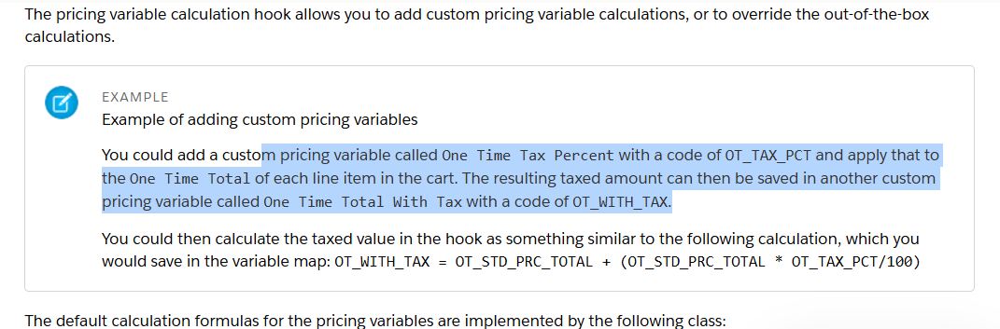 The pricing variable calculation hook allows you to add custom pricing variable calculations, or to override the out-of-the-box
calculations.
EXAMPLE
Example of adding custom pricing variables
You could add a custom pricing variable called One Time Tax Percent with a code of OT_TAX_PCT and apply that to
the One Time Total of each line item in the cart. The resulting taxed amount can then be saved in another custom
pricing variable called One Time Total With Tax with a code of OT_WITH_TAX.
You could then calculate the taxed value in the hook as something similar to the following calculation, which you
would save in the variable map: OT_WITH_TAX = OT_STD_PRC_TOTAL + (OT_STD_PRC_TOTAL * OT_TAX_PCT/100)
The default calculation formulas for the pricing variables are implemented by the following class: